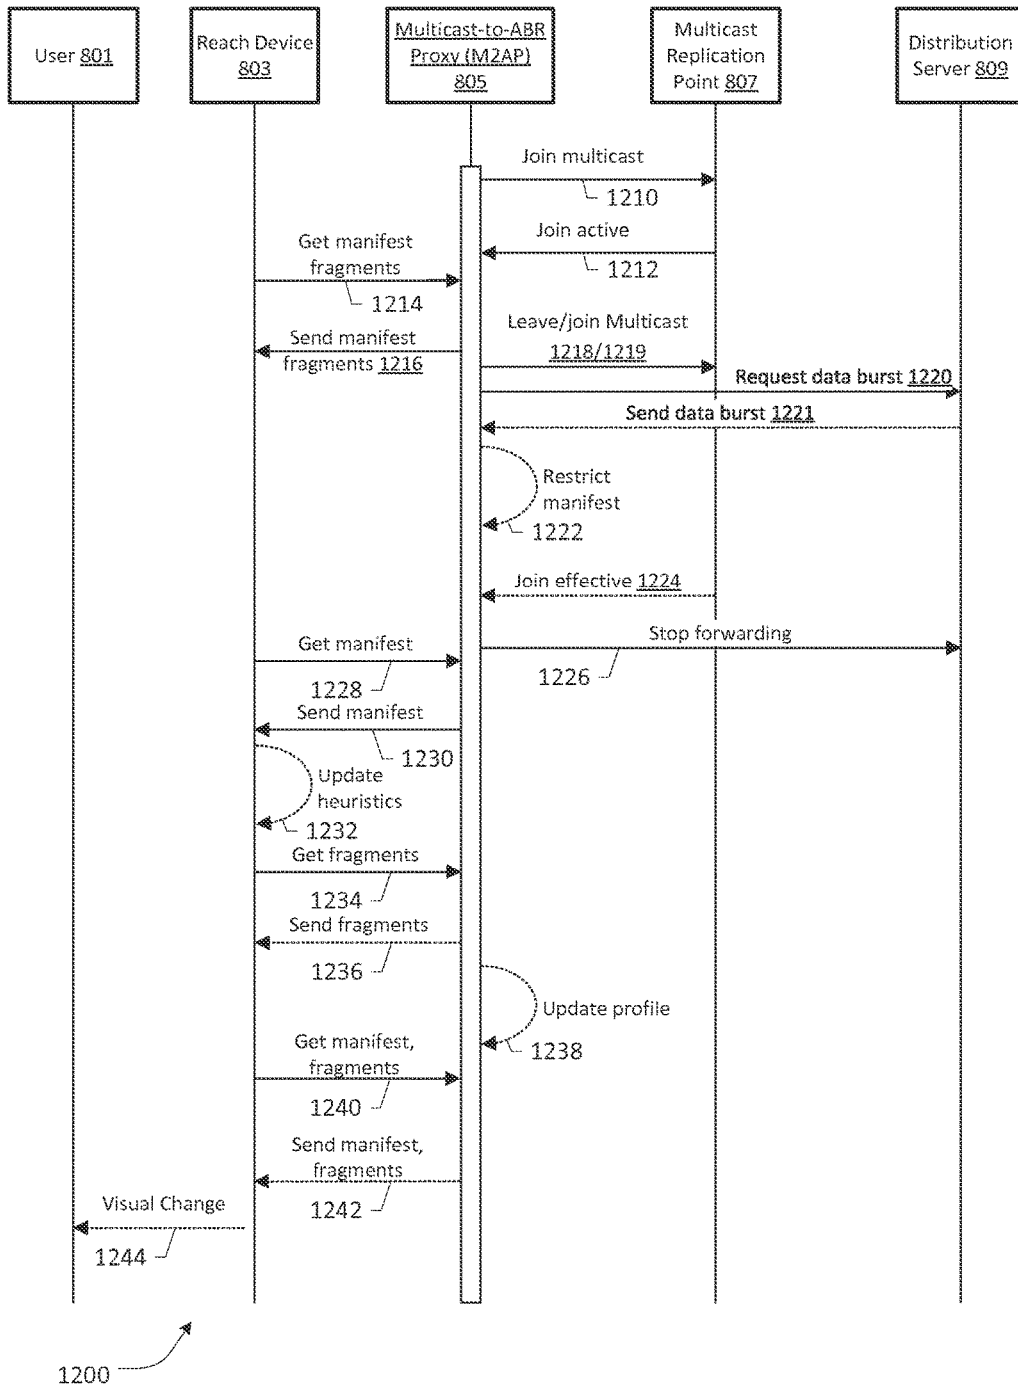 User 801
Reach Device
803
Multicast-to-ABR
Proxy (M2AP)
805
Multicast
Replication
Point 807
Distribution
Server 809
Join multicast
1210
Join active
1212
Get manifest
fragments
1214
Leave/join Multicast
1218/1219
Send manifest
fragments 1216
Request data burst 1220
Send data burst 1221
Restrict
manifest
1222
Join effective 1224
Stop forwarding
1226
Get manifest
1228
Send manifest
1230
Update
heuristics
1232
Get fragments
1234
Send fragments
1236
Update profile
1238
Get manifest,
fragments
1240
Send manifest,
fragments
1242
Visual Change
1244
1200